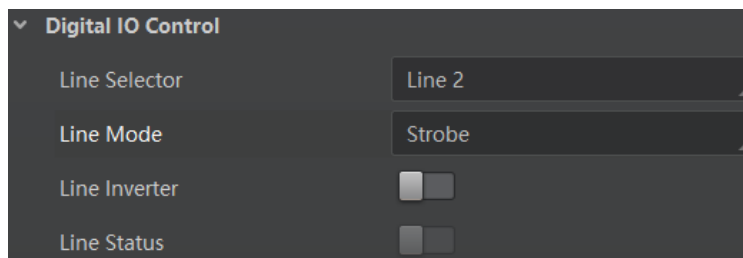 Digital IO Control
Line Selector Line 2
Line Mode Strobe
Line Inverter
Line Status